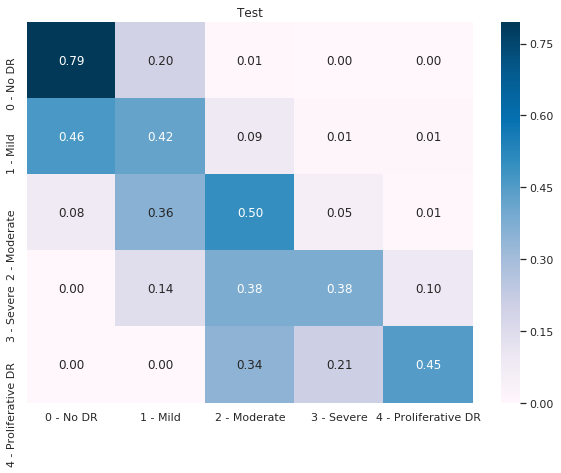 Test
0 - No DR
0.79 0.20 0.01 0.00 0.00
1 - Mild
0.46 0.42 0.09 0.01 0.01
2 - Moderate
0.08 0.36 0.50 0.05 0.01
3 - Severe
0.00 0.14 0.38 0.38 0.10
4 - Proliferative DR
0.00 0.00 0.34 0.21 0.45
0 - No DR 1 - Mild 2 - Moderate 3 - Severe 4 - Proliferative DR
0.75
0.60
0.45
0.30
0.15
0.00